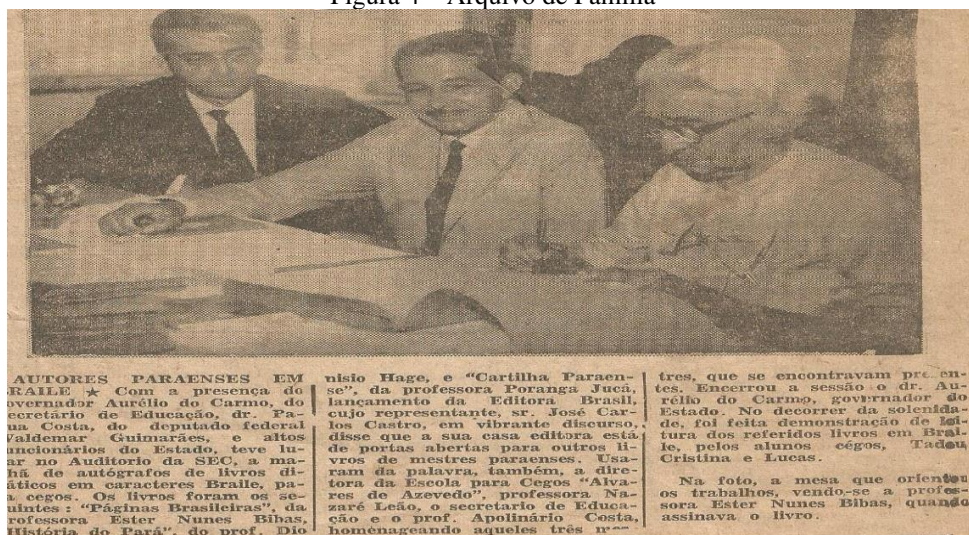 Figura 4 – Arquivo de Família
AUTORES PARAENSES EM
RAILE ★ Com a presença do
overnador Aurélio do Carmo, do
ecretário de Educação, dr. Pa-
ua Costa, do deputado federal
Valdemar Guimarães, e altos
uncionários do Estado, teve lu-
ar no Auditorio da SEC, a ma-
hã de autógrafos de livros di-
áticos em caracteres Braile, pa-
a cegos. Os livros foram os se-
uintes : "Páginas Brasileiras", da
rofessora Ester Nunes Bibas,
História do Pará", do prof. Dio
nisio Hage, e "Cartilha Paraen-
se", da professora Poranga Jucá,
lançamento da Editora Brasil,
cujo representante, sr. José Car-
los Castro, em vibrante discurso,
disse que a sua casa editora está
de portas abertas para outros li-
vros de mestres paraenses. Usa-
ram da palavra, também, a dire-
tora da Escola para Cegos "Alva-
res de Azevedo", professora Na-
zaré Leão, o secretario de Educa-
ção e o prof. Apolinário Costa,
homenageando aqueles três
tres, que se encontravam
Encerrou a sessão o dr. Au-
rélio do Carmo, governador do
Estado. No decorrer da solenida-
de, foi feita demonstração de lei-
tura dos referidos livros em Brai-
le, pelos alunos cégos, Tadeu
Cristina e Lucas.
Na foto, a mesa que orientou
os trabalhos, vendo-se a profes-
sora Ester Nunes Bibas, quando
assinava o livro.